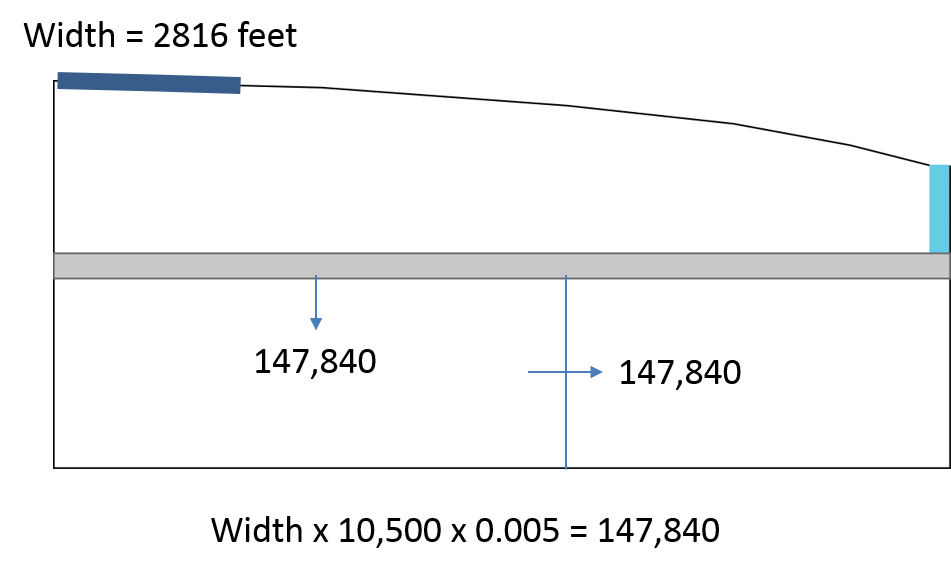 Width = 2816 feet
147,840
147,840
Width x 10,500 x 0.005 = 147,840